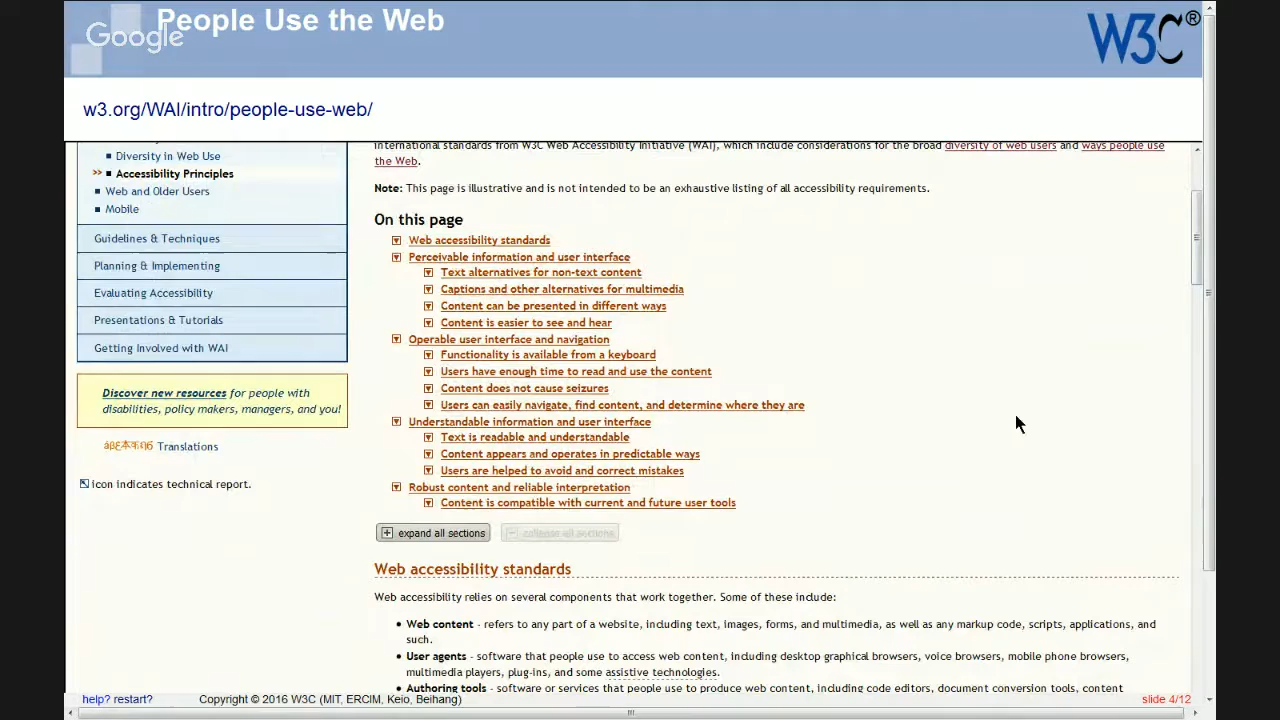 People Use the Web
Google
W3C®
w3.org/WAI/intro/people-use-web/
Diversity in Web Use
>> Accessibility Principles
Web and Older Users
Mobile
Guidelines & Techniques
Planning & Implementing
Evaluating Accessibility
Presentations & Tutorials
Getting Involved with WAI
Discover new resources for people with
disabilities, policy makers, managers, and you!
Translations
icon indicates technical report.
international standards from W3C Web Accessibility Initiative (WAI), which include considerations for the broad diversity of web users and ways people use
the Web.
Note: This page is illustrative and is not intended to be an exhaustive listing of all accessibility requirements.
On this page
Web accessibility standards
Perceivable information and user interface
Text alternatives for non-text content
Captions and other alternatives for multimedia
Content can be presented in different ways
Content is easier to see and hear
Operable user interface and navigation
Functionality is available from a keyboard
Users have enough time to read and use the content
Content does not cause seizures
Users can easily navigate, find content, and determine where they are
Understandable information and user interface
Text is readable and understandable
Content appears and operates in predictable ways
Users are helped to avoid and correct mistakes
Robust content and reliable interpretation
Content is compatible with current and future user tools
expand all sections
collapse all sections
Web accessibility standards
Web accessibility relies on several components that work together. Some of these include:
• Web content - refers to any part of a website, including text, images, forms, and multimedia, as well as any markup code, scripts, applications, and
such.
• User agents - software that people use to access web content, including desktop graphical browsers, voice browsers, mobile phone browsers,
multimedia players, plug-ins, and some assistive technologies.
• Authoring tools - software or services that people use to produce web content, including code editors, document conversion tools, content
help? restart?
Copyright © 2016 W3C (MIT, ERCIM, Keio, Beihang)
slide 4/12